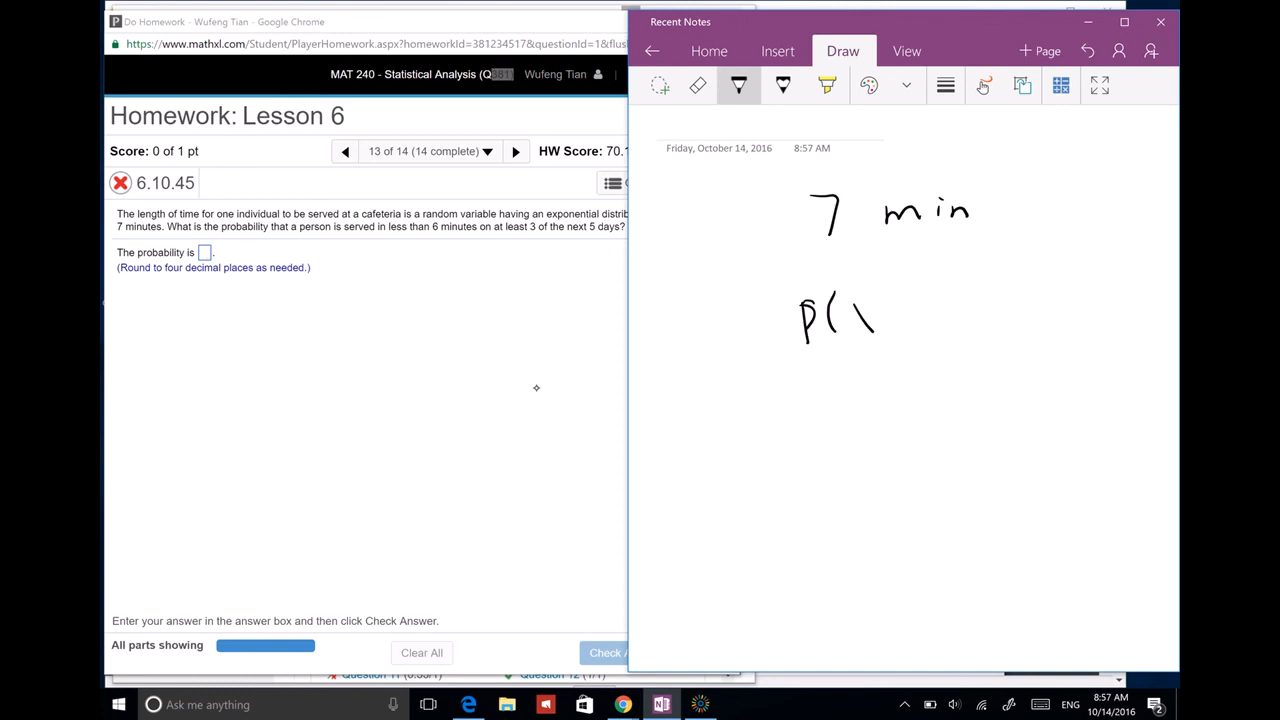 Do Homework - Wufeng Tian - Google Chrome
https://www.mathxl.com/Student/PlayerHomework.aspx?homeworkId=381234517&questionId=1&flus
MAT 240 - Statistical Analysis (Q381)
Wufeng Tian
Homework: Lesson 6
Score: 0 of 1 pt
13 of 14 (14 complete)
HW Score: 70.1
6.10.45
The length of time for one individual to be served at a cafeteria is a random variable having an exponential distrib
7 minutes. What is the probability that a person is served in less than 6 minutes on at least 3 of the next 5 days?
The probability is .
(Round to four decimal places as needed.)
Enter your answer in the answer box and then click Check Answer.
All parts showing
Clear All
Check A
Recent Notes
Home
Insert
Draw
View
+ Page
Friday, October 14, 2016
8:57 AM
7 min
P( \
Ask me anything
ENG
8:57 AM
10/14/2016
2